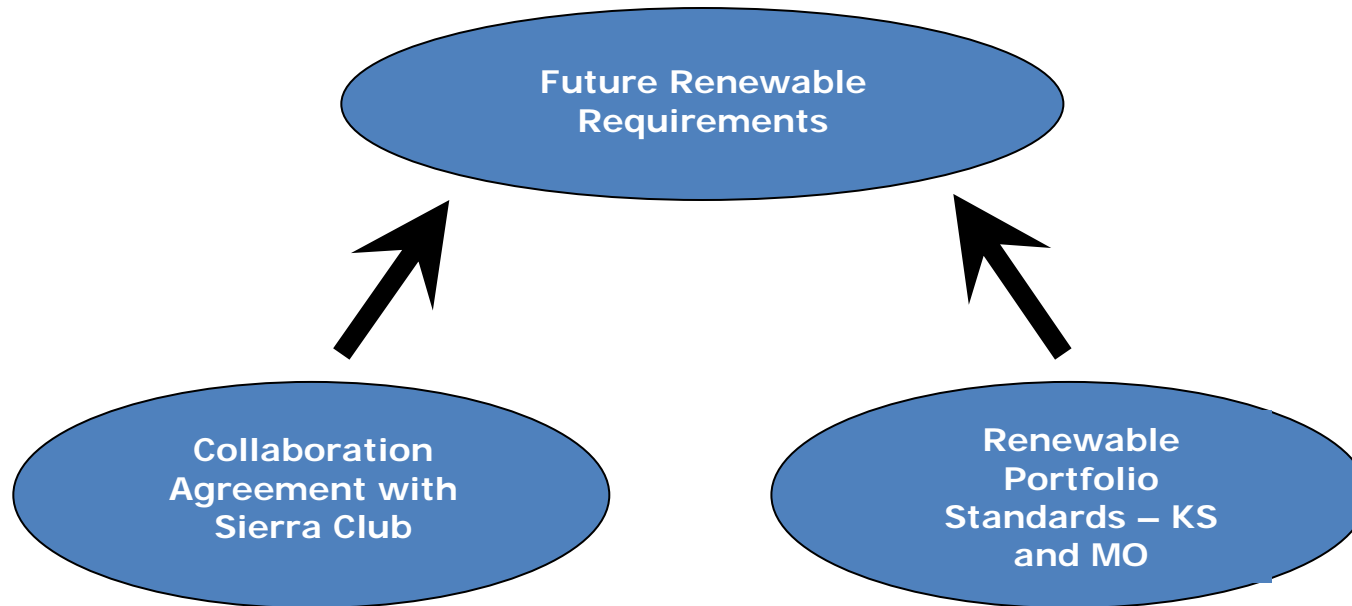 Future Renewable
Requirements
Collaboration
Agreement with
Sierra Club
Renewable
Portfolio
Standards – KS
and MO